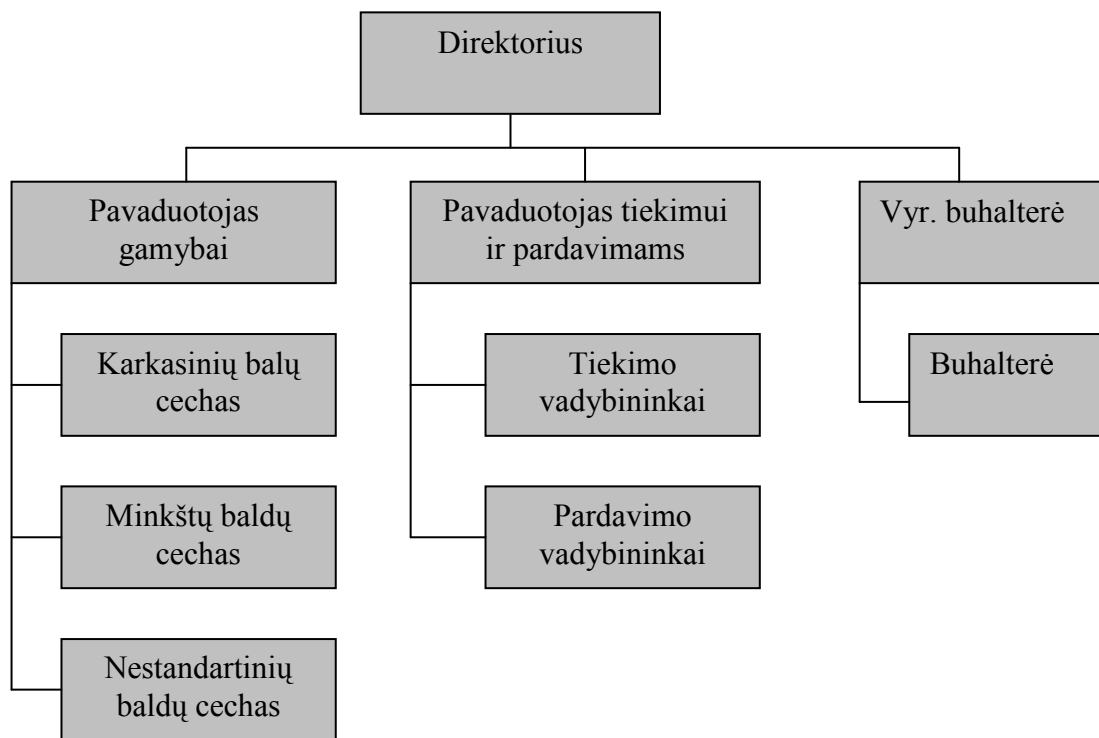 Direktorius
Pavaduotojas
gamybai
Pavaduotojas tiekimui
ir pardavimams
Vyr. buhalterė
Karkasinių balų
cechas
Tiekimo
vadybininkai
Buhalterė
Minkštų baldų
cechas
Pardavimo
vadybininkai
Nestandartinių
baldų cechas